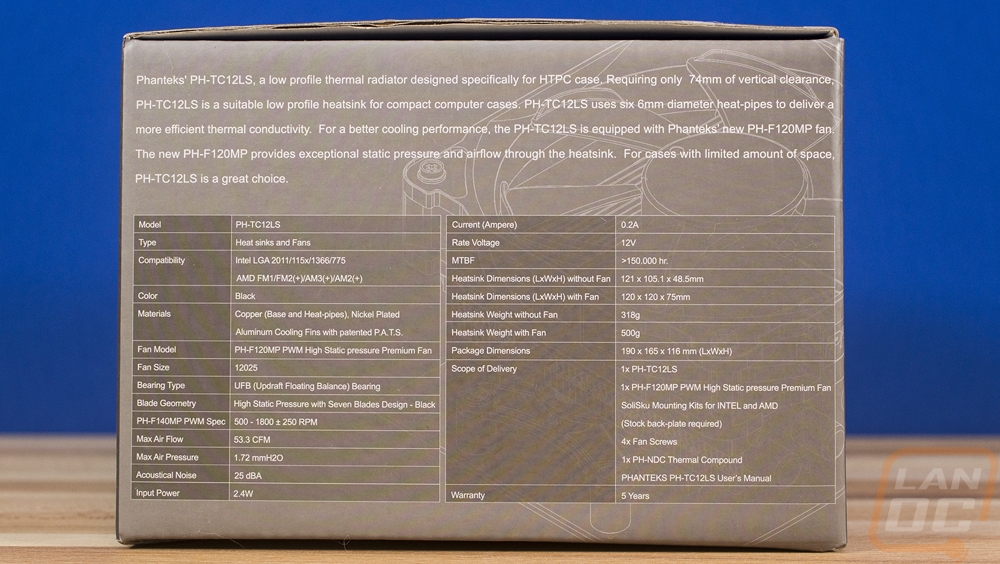 Phanteks' PH-TC12LS, a low profile thermal radiator designed specifically for HTPC case. Requiring only 74mm of vertical clearance,
PH-TC12LS is a suitable low profile heatsink for compact computer cases. PH-TC12LS uses six 6mm diameter heat-pipes to deliver a
more efficient thermal conductivity. For a better cooling performance, the PH-TC12LS is equipped with Phanteks' new PH-F120MP fan.
The new PH-F120MP provides exceptional static pressure and airflow through the heatsink. For cases with limited amount of space,
PH-TC12LS is a great choice.
Model PH-TC12LS
Type Heat sinks and Fans
Compatibility Intel LGA 2011/115x/1366/775
AMD FM1/FM2(+)/AM3(+)/AM2(+)
Color Black
Materials Copper (Base and Heat-pipes), Nickel Plated
Aluminum Cooling Fins with patented P.A.T.S.
Fan Model PH-F120MP PWM High Static pressure Premium Fan
Fan Size 12025
Bearing Type UFB (Updraft Floating Balance) Bearing
Blade Geometry High Static Pressure with Seven Blades Design - Black
PH-F140MP PWM Spec 500 - 1800 ± 250 RPM
Max Air Flow 53.3 CFM
Max Air Pressure 1.72 mmH2O
Acoustical Noise 25 dBA
Input Power 2.4W
Current (Ampere) 0.2A
Rate Voltage 12V
MTBF >150.000 hr.
Heatsink Dimensions (LxWxH) without Fan 121 x 105.1 x 48.5mm
Heatsink Dimensions (LxWxH) with Fan 120 x 120 x 75mm
Heatsink Weight without Fan 318g
Heatsink Weight with Fan 500g
Package Dimensions 190 x 165 x 116 mm (LxWxH)
Scope of Delivery 1x PH-TC12LS
1x PH-F120MP PWM High Static pressure Premium Fan
SoliSku Mounting Kits for INTEL and AMD
(Stock back-plate required)
4x Fan Screws
1x PH-NDC Thermal Compound
PHANTEKS PH-TC12LS User's Manual
Warranty 5 Years
LAN
OC